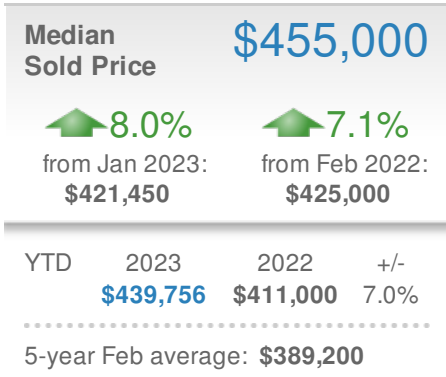 Median $455,000
Sold Price
8.0% 7.1%
from Jan 2023: from Feb 2022:
$421,450 $425,000
YTD 2023 2022 +/-
$439,756 $411,000 7.0%
5-year Feb average: $389,200